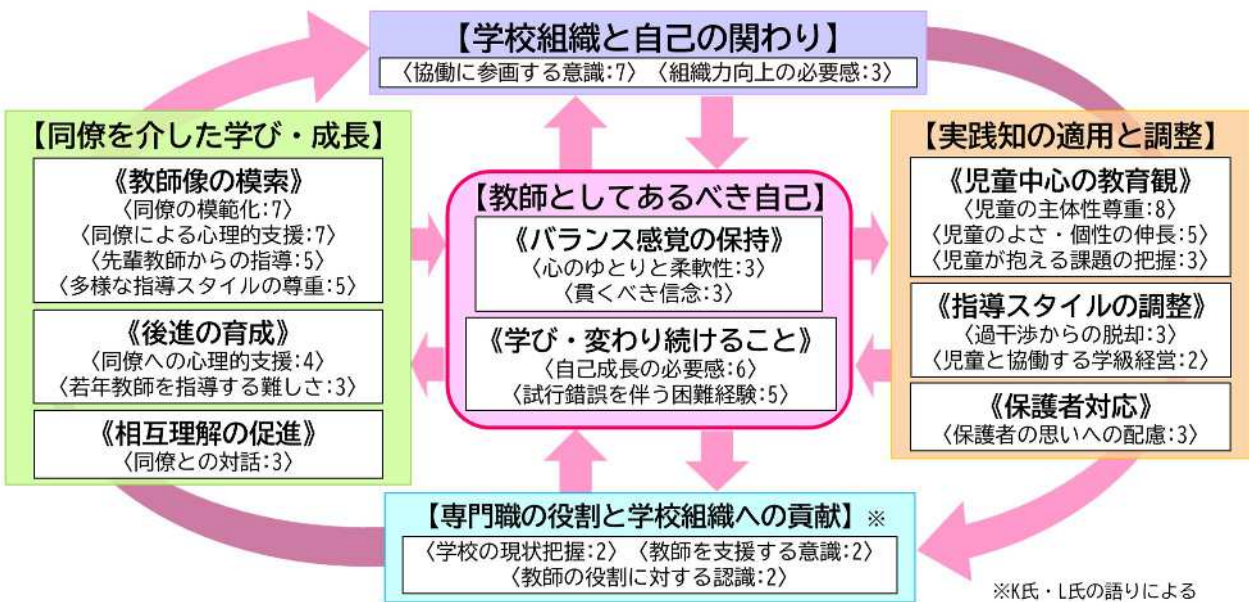 【学校組織と自己の関わり】
〈協働に参画する意識:7〉 〈組織力向上の必要感:3〉
【同僚を介した学び・成長】
《教師像の模索》
〈同僚の模範化:7〉
〈同僚による心理的支援:7〉
〈先輩教師からの指導:5〉
〈多様な指導スタイルの尊重:5〉
《後進の育成》
〈同僚への心理的支援:4〉
〈若年教師を指導する難しさ:3〉
《相互理解の促進》
〈同僚との対話:3〉
【教師としてあるべき自己】
《バランス感覚の保持》
〈心のゆとりと柔軟性:3〉
〈貫くべき信念:3〉
《学び・変わり続けること》
〈自己成長の必要感:6〉
〈試行錯誤を伴う困難経験:5〉
【実践知の適用と調整】
《児童中心の教育観》
〈児童の主体性尊重:8〉
〈児童のよさ・個性の伸長:5〉
〈児童が抱える課題の把握:3〉
《指導スタイルの調整》
〈過干渉からの脱却:3〉
〈児童と協働する学級経営:2〉
《保護者対応》
〈保護者の思いへの配慮:3〉
【専門職の役割と学校組織への貢献】※
〈学校の現状把握:2〉 〈教師を支援する意識:2〉
〈教師の役割に対する認識:2〉
※K氏・L氏の語りによる